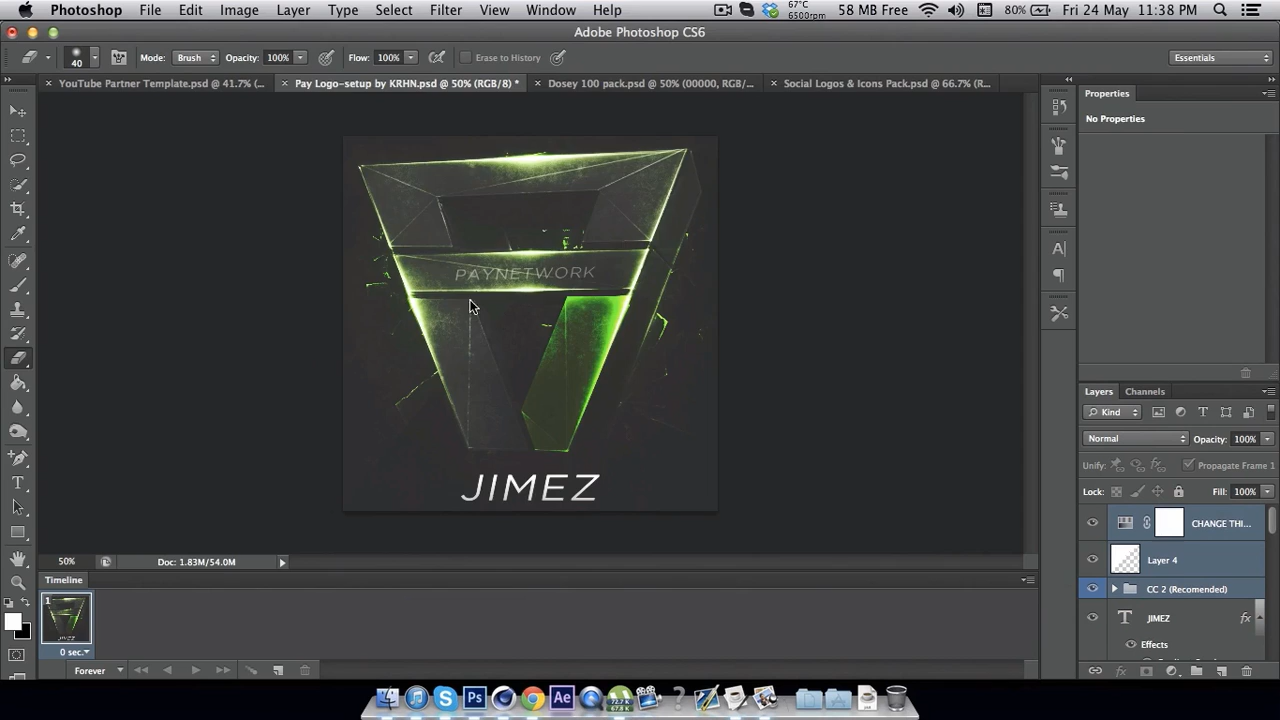 Photoshop File Edit Image Layer Type Select Filter View Window Help 67°C 6500rpm 58 MB Free 80% Fri 24 May 11:38 PM
Adobe Photoshop CS6
40 Mode: Brush Opacity: 100% Flow: 100% Erase to History Essentials
YouTube Partner Template.psd @ 41.7% (... Pay Logo-setup by KRHN.psd @ 50% (RGB/8) * Dosey 100 pack.psd @ 50% (00000, RGB/... Social Logos & Icons Pack.psd @ 66.7% (R...
Properties
No Properties
PAYNETWORK
JIMEZ
Layers Channels
Kind
Normal Opacity: 100%
Unify: Propagate Frame 1
Lock: Fill: 100%
CHANGE THI...
Layer 4
CC 2 (Recomended)
JIMEZ fx
Effects
50% Doc: 1.83M/54.0M
Timeline
1
0 sec.
Forever